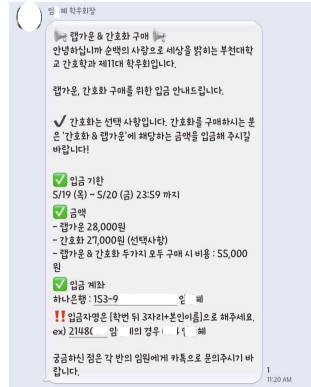 임 혜 학우회장
랩가운 & 간호화 구매
안녕하십니까 순백의 사랑으로 세상을 밝히는 부천대학
교 간호학과 제11대 학우회입니다.
랩가운, 간호화 구매를 위한 입금 안내드립니다.
✔ 간호화는 선택 사항입니다. 간호화를 구매하시는 분
은 '간호화 & 랩가운'에 해당하는 금액을 입금해 주시길
바랍니다!
✅ 입금 기한
5/19 (목) ~ 5/20 (금) 23:59 까지
✅ 금액
- 랩가운 28,000원
- 간호화 27,000원 (선택사항)
- 랩가운 & 간호화 두가지 모두 구매 시 비용 : 55,000
원
✅ 입금 계좌
하나은행 : 153-9 임 혜
‼ 입금자명은 [학번 뒤 3자리+본인이름]으로 해주세요.
ex) 2148 임 의 경우 혜
궁금하신 점은 각 반의 임원에게 카톡으로 문의주시기 바
랍니다.
1
11:20 AM